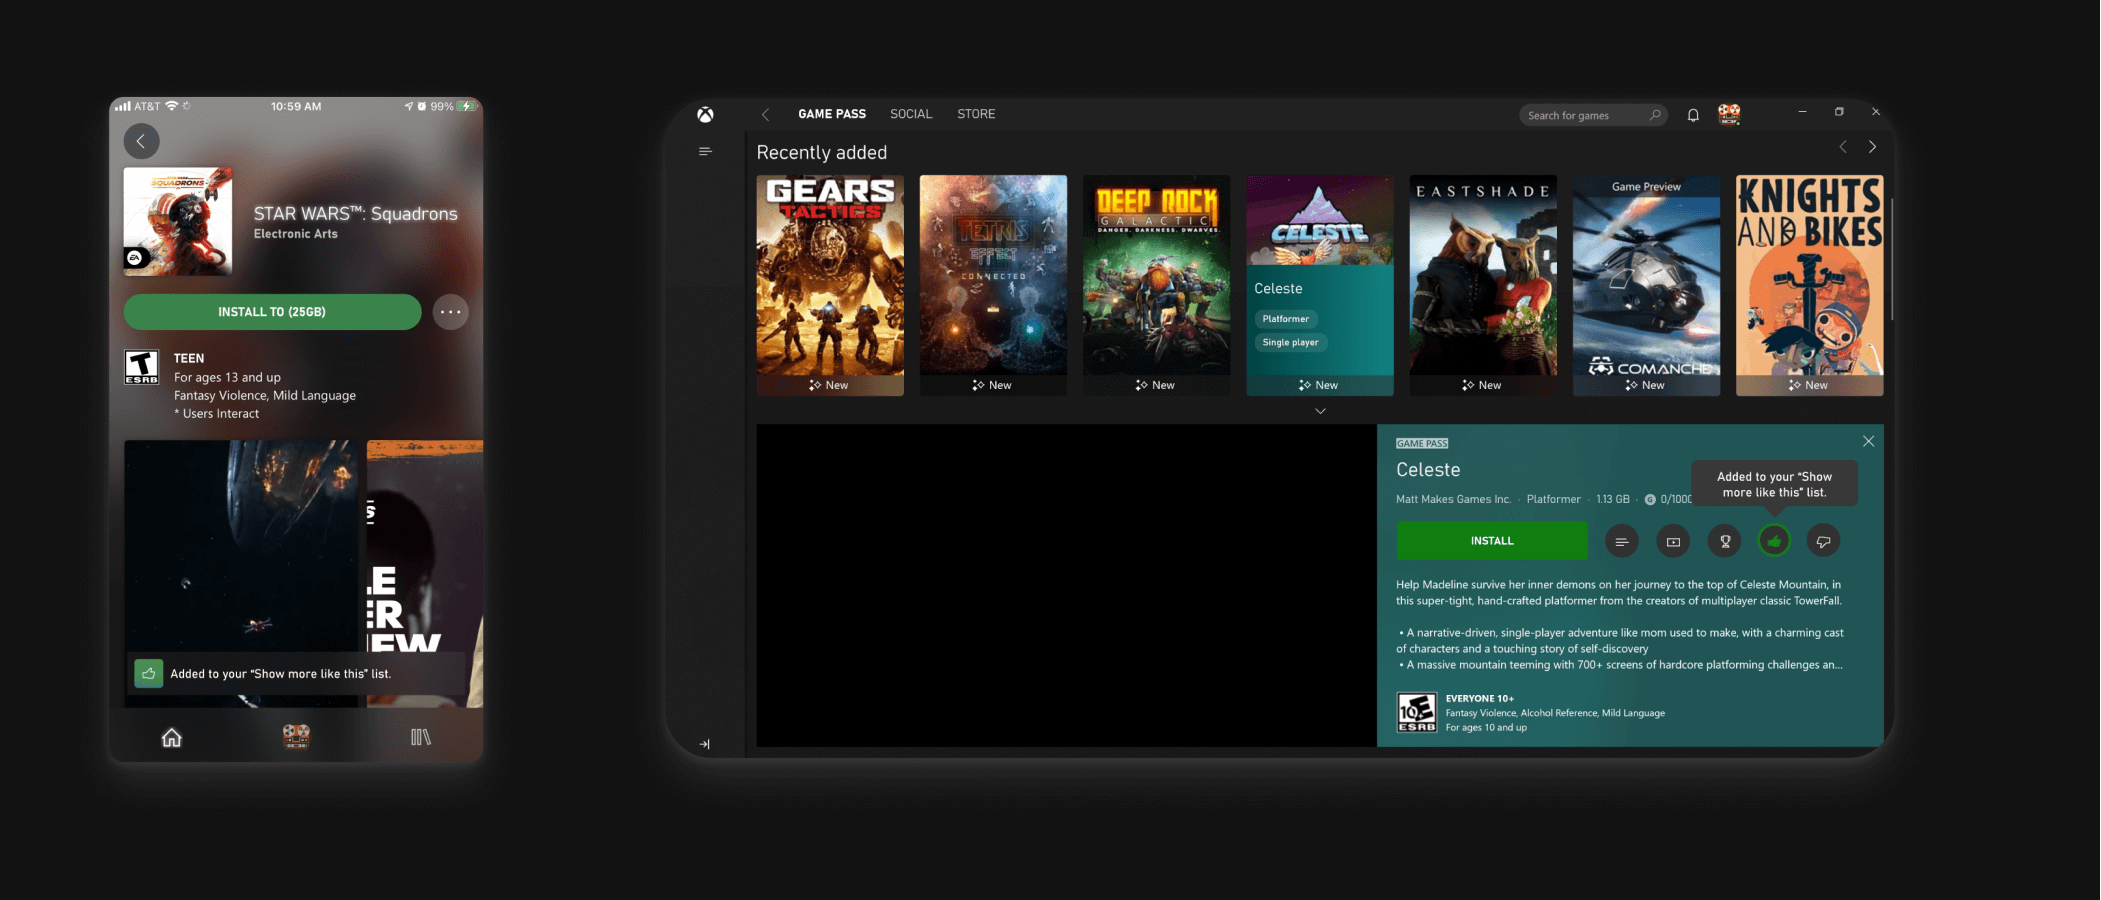 AT&T
10:59 AM
99%
SQUADRONS
STAR WARS™: Squadrons
Electronic Arts
EA
INSTALL TO (25GB)
T
ESRB
TEEN
For ages 13 and up
Fantasy Violence, Mild Language
* Users Interact
S
LE
ER
IEW
Added to your “Show more like this” list.
GAME PASS
SOCIAL
STORE
Search for games
Recently added
GEARS
TACTICS
New
TETRIS
EFFECT
CONNECTED
New
DEEP ROCK
GALACTIC
DANGER. DARKNESS. DWARVES.
New
CELESTE
Celeste
Platformer
Single player
New
EASTSHADE
New
Game Preview
COMANCHE
New
KNIGHTS
AND BIKES
New
GAME PASS
Celeste
Matt Makes Games Inc. · Platformer · 1.13 GB · G 0/1000
Added to your “Show
more like this” list.
INSTALL
Help Madeline survive her inner demons on her journey to the top of Celeste Mountain, in
this super-tight, hand-crafted platformer from the creators of multiplayer classic TowerFall.
• A narrative-driven, single-player adventure like mom used to make, with a charming cast
of characters and a touching story of self-discovery
• A massive mountain teeming with 700+ screens of hardcore platforming challenges an...
E
10+
ESRB
EVERYONE 10+
Fantasy Violence, Alcohol Reference, Mild Language
For ages 10 and up